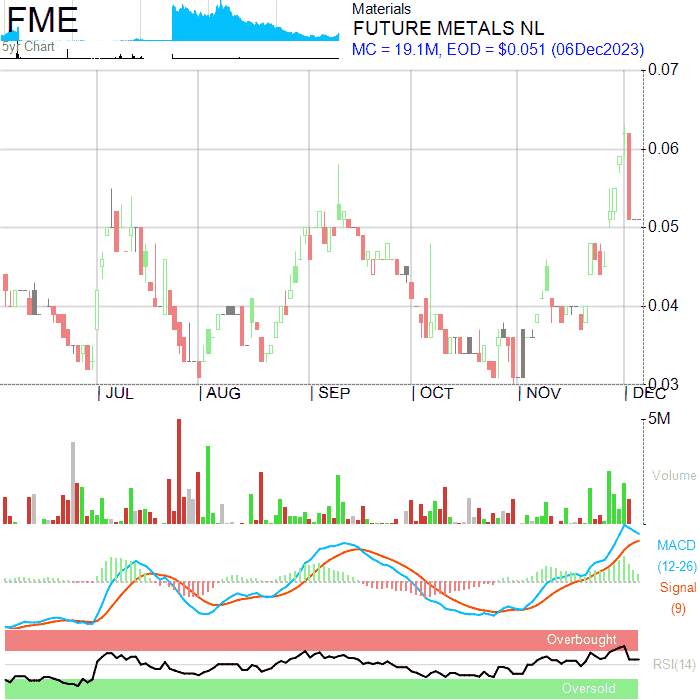 FME
5yr Chart
Materials
FUTURE METALS NL
MC = 19.1M, EOD = $0.051 (06Dec2023)
0.07
0.06
0.05
0.04
0.03
JUL
AUG
SEP
OCT
NOV
DEC
5M
Volume
MACD
(12-26)
Signal
(9)
Overbought
RSI(14)
Oversold